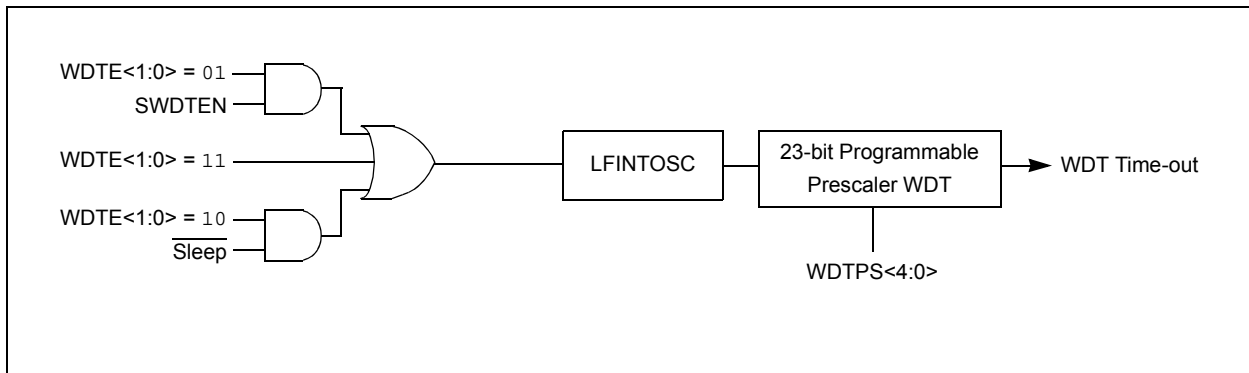 WDTE<1:0> = 01
SWDTEN
WDTE<1:0> = 11
WDTE<1:0> = 10
Sleep
LFINTOSC
23-bit Programmable
Prescaler WDT
WDT Time-out
WDTPS<4:0>